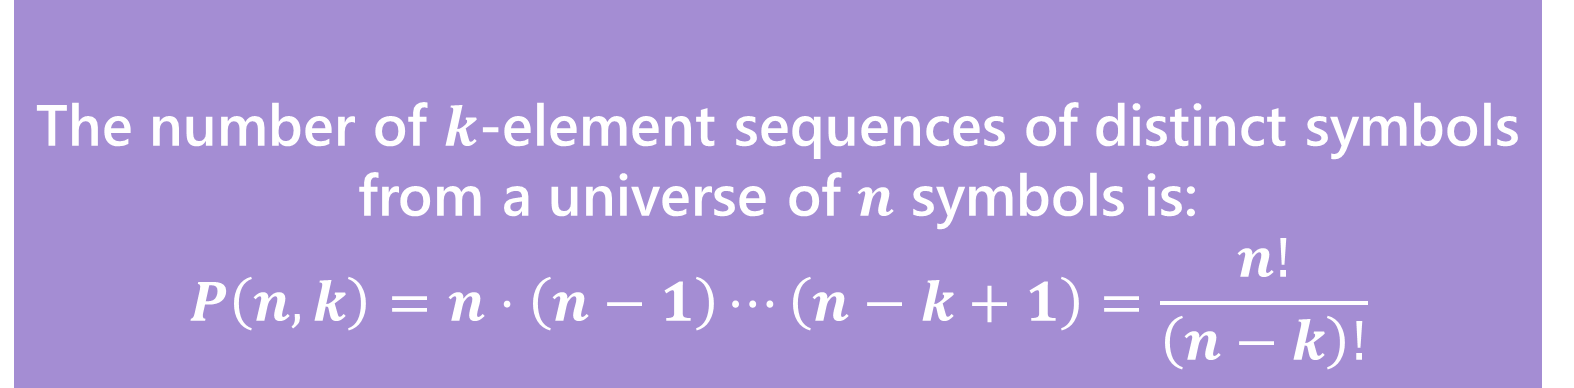 The number of k-element sequences of distinct symbols
from a universe of n symbols is:
P(n, k) = n · (n − 1) ⋯ (n − k + 1) = n! / (n − k)!